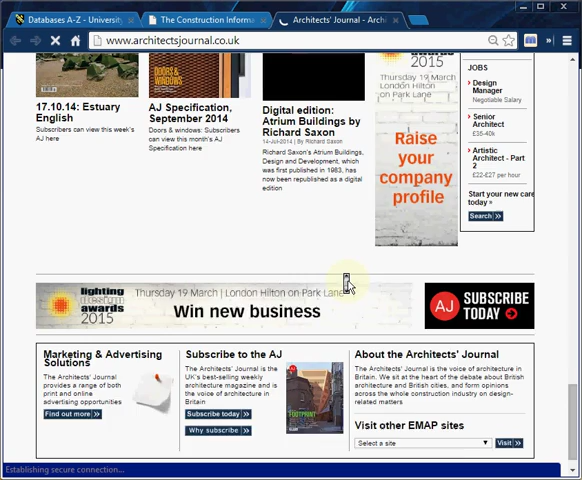 Databases A-Z - University
The Construction Informa
Architects' Journal - Archi
www.architectsjournal.co.uk
17.10.14: Estuary
English
Subscribers can view this week's
AJ here
DOORS &
WINDOWS
AJ Specification,
September 2014
Doors & windows: Subscribers
can view this month's AJ
Specification here
Digital edition:
Atrium Buildings by
Richard Saxon
14-Jul-2014 | By Richard Saxon
Richard Saxon's Atrium Buildings,
Design and Development, which
was first published in 1983, has
now been republished as a digital
edition
awards
2015
Thursday 19 March
London Hilton
on Park Lane
Raise
your
company
profile
JOBS
Design
Manager
Negotiable Salary
Senior
Architect
£35-40k
Artistic
Architect - Part
2
£22-£27 per hour
Start your new care
today »
Search
lighting
design
awards
2015
Thursday 19 March | London Hilton on Park Lane
Win new business
AJ SUBSCRIBE
TODAY
Marketing & Advertising
Solutions
The Architects' Journal
provides a range of both
print and online
advertising opportunities
Find out more
Subscribe to the AJ
The Architects' Journal is the
UK's best-selling weekly
architecture magazine and is
the voice of architecture in
Britain
Subscribe today
Why subscribe
FOOTPRINT
About the Architects' Journal
The Architects' Journal is the voice of architecture in
Britain. We sit at the heart of the debate about British
architecture and British cities, and form opinions
across the whole construction industry on design-
related matters
Visit other EMAP sites
Select a site
Visit
Establishing secure connection...